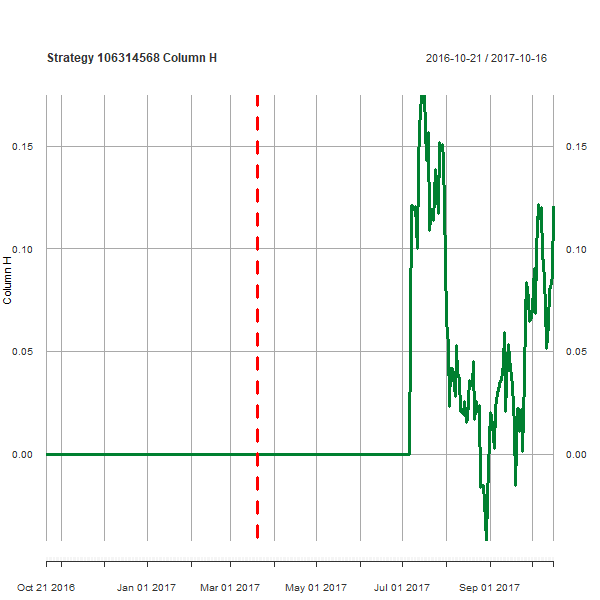 Strategy 106314568 Column H 2016-10-21 / 2017-10-16
0.15 0.15
0.10 0.10
Column H
0.05 0.05
0.00 0.00
Oct 21 2016 Jan 01 2017 Mar 01 2017 May 01 2017 Jul 01 2017 Sep 01 2017